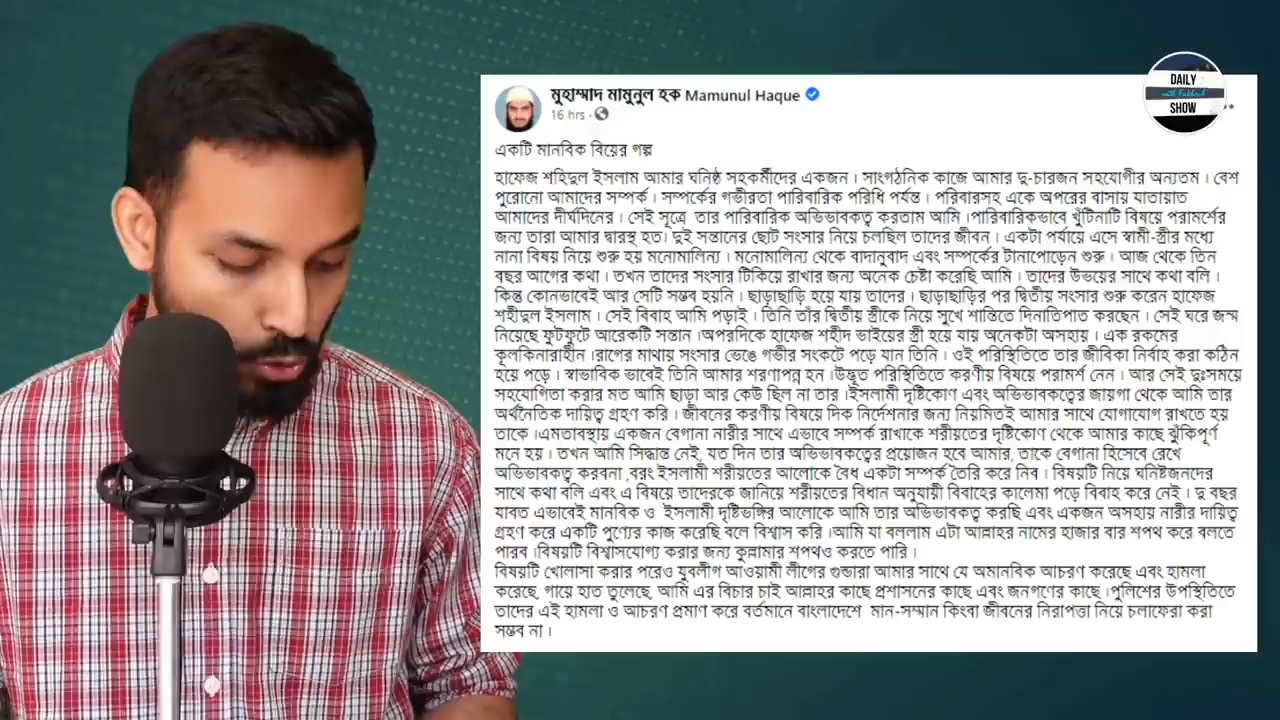 DAILY
with Fakhrul
SHOW
মুহাম্মাদ মামুনুল হক Mamunul Haque
16 hrs ·
একটি মানবিক বিয়ের গল্প
হাফেজ শহিদুল ইসলাম আমার ঘনিষ্ঠ সহকর্মীদের একজন । সাংগঠনিক কাজে আমার দু-চারজন সহযোগীর অন্যতম । বেশ
পুরোনো আমাদের সম্পর্ক । সম্পর্কের গভীরতা পারিবারিক পরিধি পর্যন্ত । পরিবারসহ একে অপরের বাসায় যাতায়াত
আমাদের দীর্ঘদিনের । সেই সূত্রে তার পারিবারিক অভিভাবকত্ব করতাম আমি ।পারিবারিকভাবে খুঁটিনাটি বিষয়ে পরামর্শের
জন্য তারা আমার দ্বারস্থ হত। দুই সন্তানের ছোট সংসার নিয়ে চলছিল তাদের জীবন । একটা পর্যায়ে এসে স্বামী-স্ত্রীর মধ্যে
নানা বিষয় নিয়ে শুরু হয় মনোমালিন্য । মনোমালিন্য থেকে বাদানুবাদ এবং সম্পর্কের টানাপোড়েন শুরু । আজ থেকে তিন
বছর আগের কথা । তখন তাদের সংসার টিকিয়ে রাখার জন্য অনেক চেষ্টা করেছি আমি । তাদের উভয়ের সাথে কথা বলি ।
কিন্তু কোনভাবেই আর সেটি সম্ভব হয়নি । ছাড়াছাড়ি হয়ে যায় তাদের । ছাড়াছাড়ির পর দ্বিতীয় সংসার শুরু করেন হাফেজ
শহীদুল ইসলাম । সেই বিবাহ আমি পড়াই । তিনি তাঁর দ্বিতীয় স্ত্রীকে নিয়ে সুখে শান্তিতে দিনাতিপাত করছেন । সেই ঘরে জন্ম
নিয়েছে ফুটফুটে আরেকটি সন্তান ।অপরদিকে হাফেজ শহীদ ভাইয়ের স্ত্রী হয়ে যায় অনেকটা অসহায় । এক রকমের
কূলকিনারাহীন ।রাগের মাথায় সংসার ভেঙে গভীর সংকটে পড়ে যান তিনি । ওই পরিস্থিতিতে তার জীবিকা নির্বাহ করা কঠিন
হয়ে পড়ে । স্বাভাবিক ভাবেই তিনি আমার শরণাপন্ন হন ।উদ্ভূত পরিস্থিতিতে করণীয় বিষয়ে পরামর্শ নেন । আর সেই দুঃসময়ে
সহযোগিতা করার মত আমি ছাড়া আর কেউ ছিল না তার ।ইসলামী দৃষ্টিকোণ এবং অভিভাবকত্বের জায়গা থেকে আমি তার
অর্থনৈতিক দায়িত্ব গ্রহণ করি । জীবনের করণীয় বিষয়ে দিক নির্দেশনার জন্য নিয়মিতই আমার সাথে যোগাযোগ রাখতে হয়
তাকে ।এমতাবস্থায় একজন বেগানা নারীর সাথে এভাবে সম্পর্ক রাখাকে শরীয়তের দৃষ্টিকোণ থেকে আমার কাছে ঝুঁকিপূর্ণ
মনে হয় । তখন আমি সিদ্ধান্ত নেই, যত দিন তার অভিভাবকত্বের প্রয়োজন হবে আমার, তাকে বেগানা হিসেবে রেখে
অভিভাবকত্ব করবনা ,বরং ইসলামী শরীয়তের আলোকে বৈধ একটা সম্পর্ক তৈরি করে নিব । বিষয়টি নিয়ে ঘনিষ্টজনদের
সাথে কথা বলি এবং এ বিষয়ে তাদেরকে জানিয়ে শরীয়তের বিধান অনুযায়ী বিবাহের কালেমা পড়ে বিবাহ করে নেই । দু বছর
যাবত এভাবেই মানবিক ও ইসলামী দৃষ্টিভঙ্গির আলোকে আমি তার অভিভাবকত্ব করছি এবং একজন অসহায় নারীর দায়িত্ব
গ্রহণ করে একটি পুণ্যের কাজ করেছি বলে বিশ্বাস করি ।আমি যা বললাম এটা আল্লাহর নামের হাজার বার শপথ করে বলতে
পারব ।বিষয়টি বিশ্বাসযোগ্য করার জন্য কুল্লামার শপথও করতে পারি ।
বিষয়টি খোলাসা করার পরেও যুবলীগ আওয়ামী লীগের গুন্ডারা আমার সাথে যে অমানবিক আচরণ করেছে এবং হামলা
করেছে, গায়ে হাত তুলেছে, আমি এর বিচার চাই আল্লাহর কাছে প্রশাসনের কাছে এবং জনগণের কাছে ।পুলিশের উপস্থিতিতে
তাদের এই হামলা ও আচরণ প্রমাণ করে বর্তমানে বাংলাদেশে মান-সম্মান কিংবা জীবনের নিরাপত্তা নিয়ে চলাফেরা করা
সম্ভব না ।